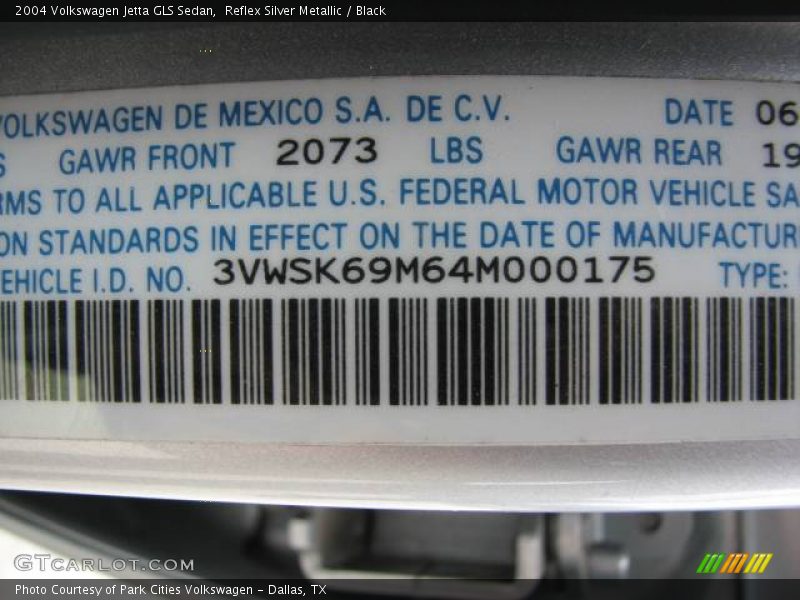 2004 Volkswagen Jetta GLS Sedan,  Reflex Silver Metallic / Black
VOLKSWAGEN DE MEXICO S.A. DE C.V. DATE 06
GAWR FRONT 2073 LBS GAWR REAR 19
RMS TO ALL APPLICABLE U.S. FEDERAL MOTOR VEHICLE SA
ON STANDARDS IN EFFECT ON THE DATE OF MANUFACTUR
EHICLE I.D. NO. 3VWSK69M64M000175 TYPE:
GTCARLOT.COM
Photo Courtesy of Park Cities Volkswagen - Dallas, TX